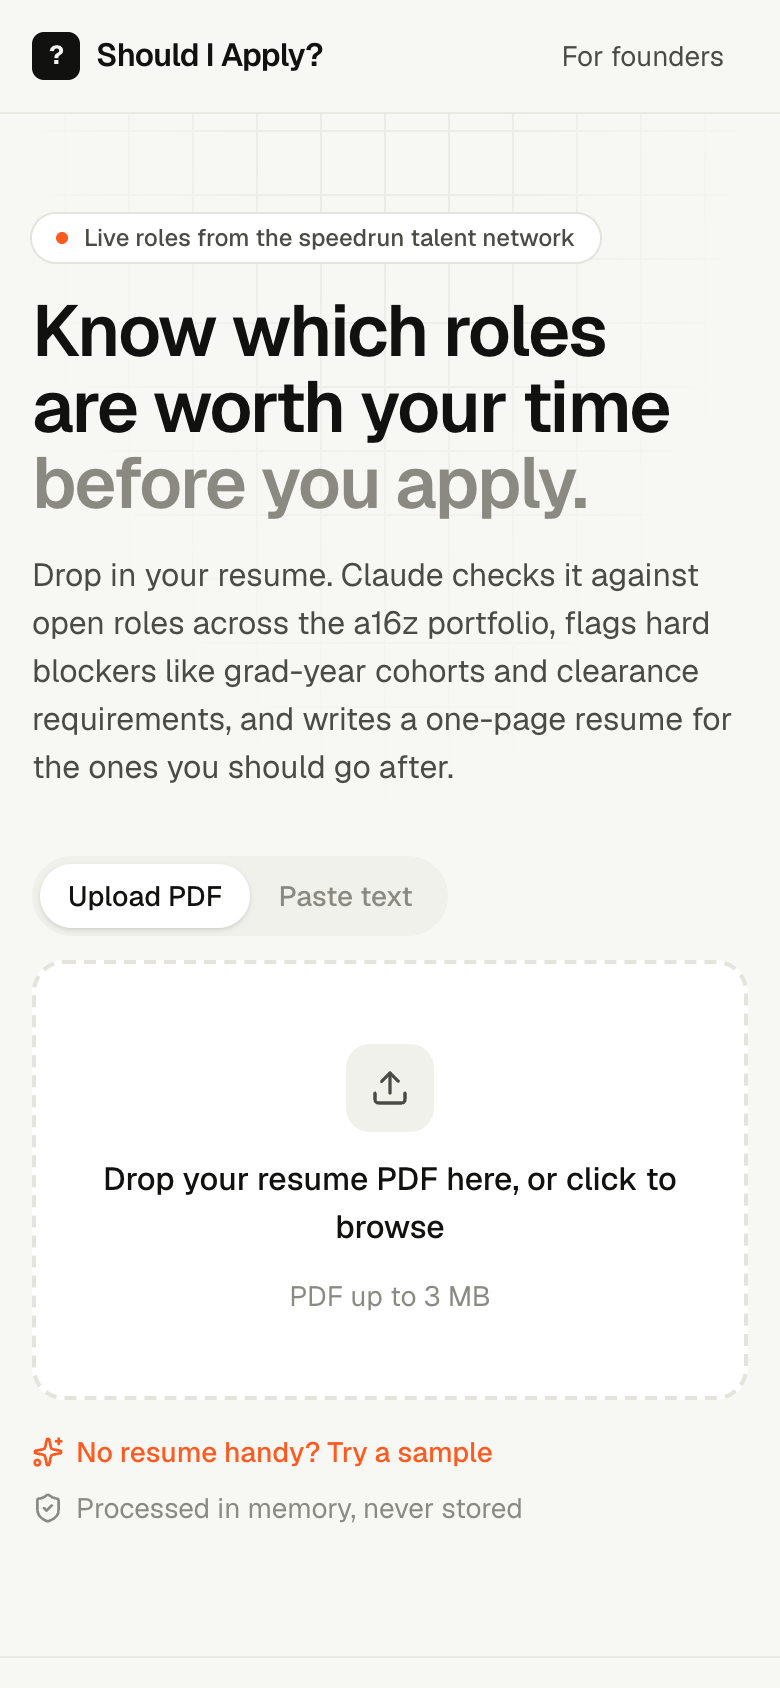 ?
Should I Apply?
For founders
Live roles from the speedrun talent network
Know which roles
are worth your time
before you apply.
Drop in your resume. Claude checks it against
open roles across the a16z portfolio, flags hard
blockers like grad-year cohorts and clearance
requirements, and writes a one-page resume for
the ones you should go after.
Upload PDF
Paste text
Drop your resume PDF here, or click to
browse
PDF up to 3 MB
No resume handy? Try a sample
Processed in memory, never stored